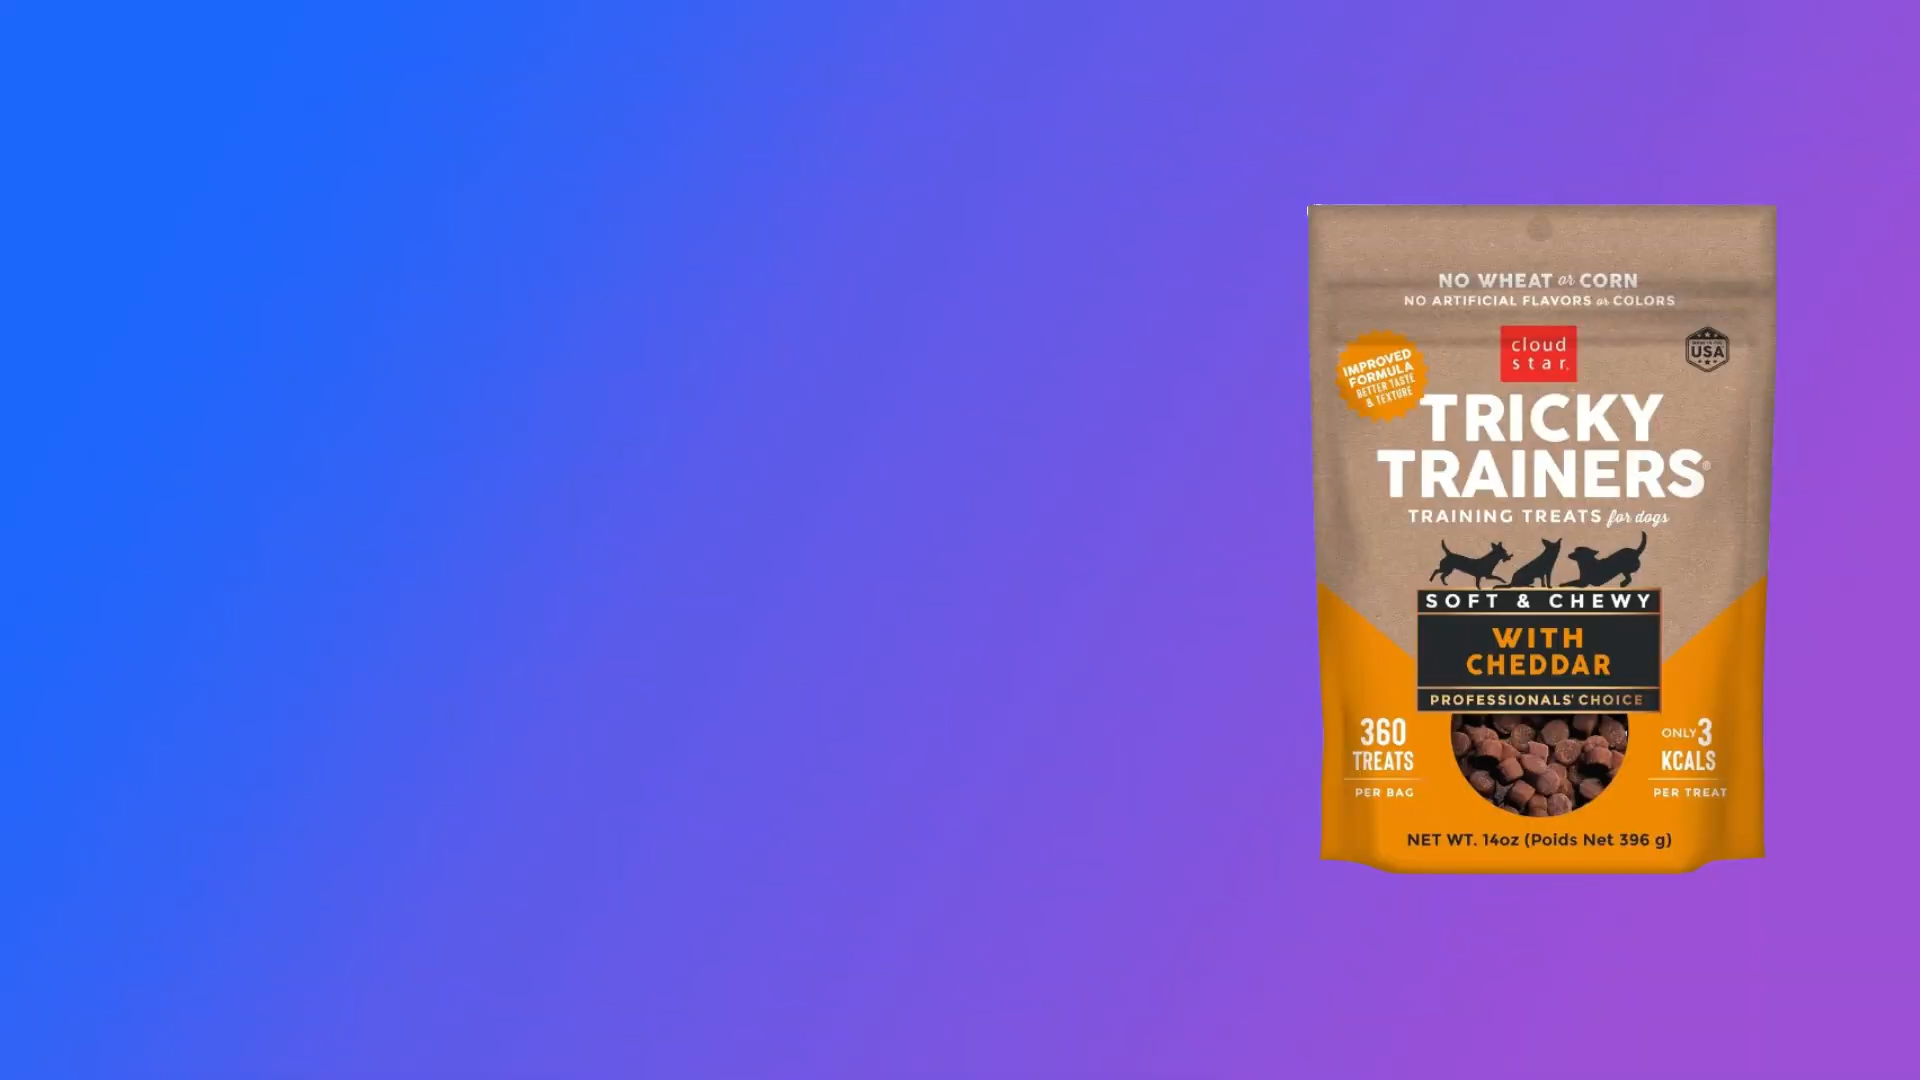 NO WHEAT or CORN
NO ARTIFICIAL FLAVORS or COLORS
cloud
star
USA
IMPROVED
FORMULA
BETTER TASTE
& TEXTURE
TRICKY
TRAINERS®
TRAINING TREATS for dogs
SOFT & CHEWY
WITH
CHEDDAR
PROFESSIONALS' CHOICE
360
TREATS
PER BAG
ONLY 3
KCALS
PER TREAT
NET WT. 14oz (Poids Net 396 g)